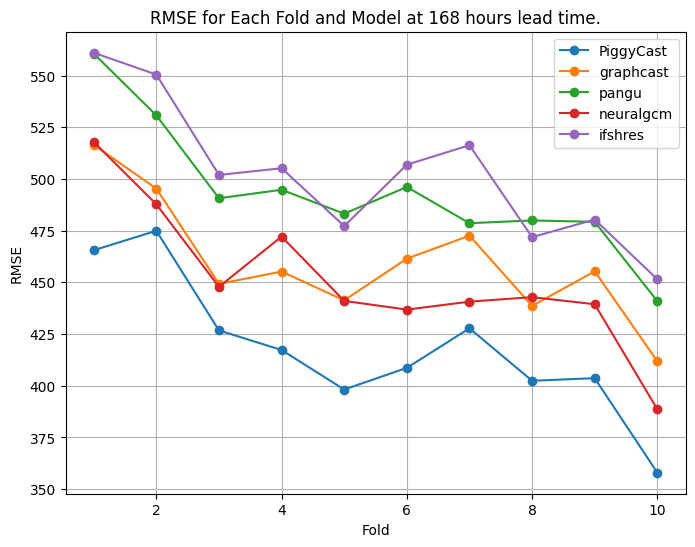 RMSE for Each Fold and Model at 168 hours lead time.
PiggyCast
graphcast
pangu
neuralgcm
ifshres
RMSE
550
525
500
475
450
425
400
375
350
2 4 6 8 10
Fold